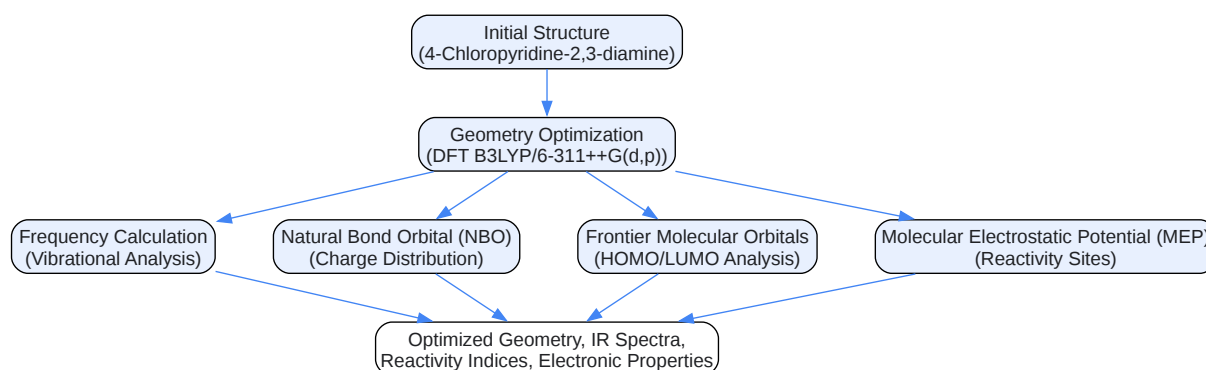 Initial Structure
(4-Chloropyridine-2,3-diamine)
Geometry Optimization
(DFT B3LYP/6-311++G(d,p))
Frequency Calculation
(Vibrational Analysis)
Natural Bond Orbital (NBO)
(Charge Distribution)
Frontier Molecular Orbitals
(HOMO/LUMO Analysis)
Molecular Electrostatic Potential (MEP)
(Reactivity Sites)
Optimized Geometry, IR Spectra,
Reactivity Indices, Electronic Properties